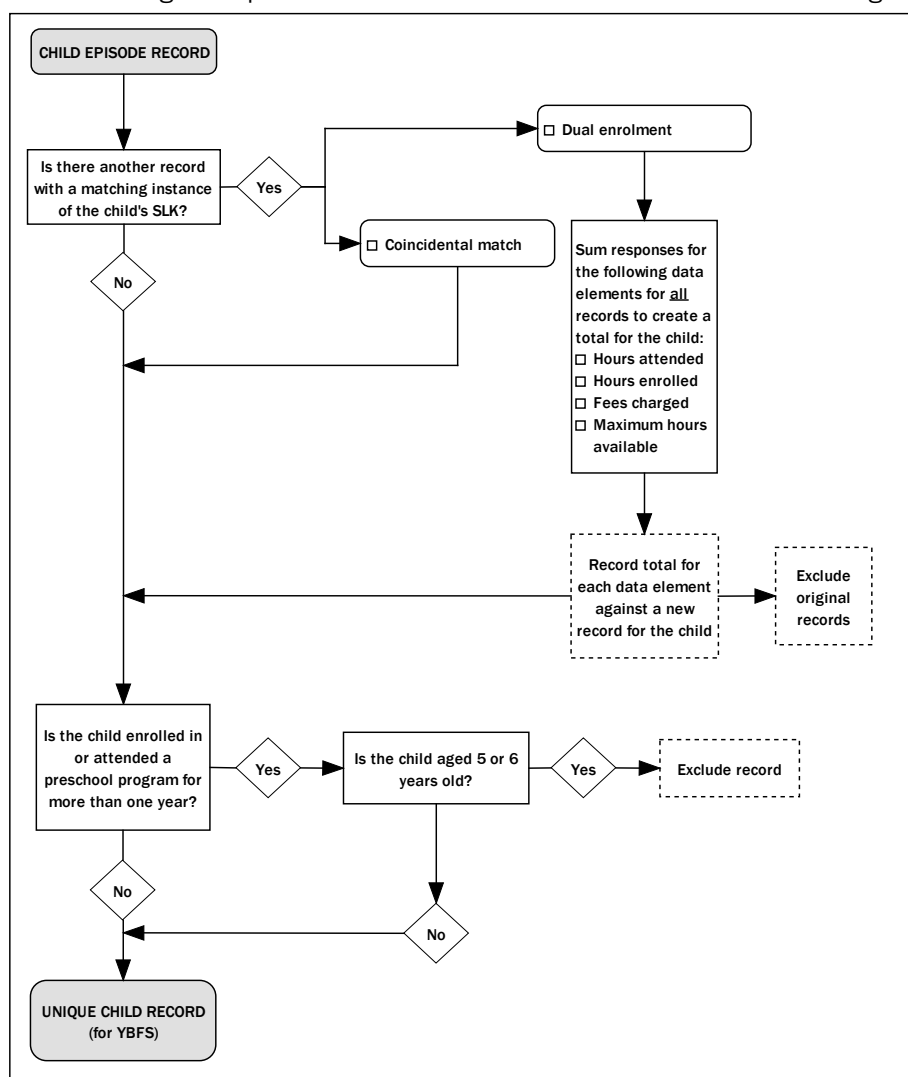 CHILD EPISODE RECORD
Is there another record
with a matching instance
of the child's SLK?
Yes
□ Dual enrolment
□ Coincidental match
No
Sum responses for
the following data
elements for all
records to create a
total for the child:
□ Hours attended
□ Hours enrolled
□ Fees charged
□ Maximum hours
available
Record total for
each data element
against a new
record for the child
Exclude
original
records
Is the child enrolled in
or attended a
preschool program for
more than one year?
Yes
Is the child aged 5 or 6
years old?
Yes
Exclude record
No
No
UNIQUE CHILD RECORD
(for YBFS)